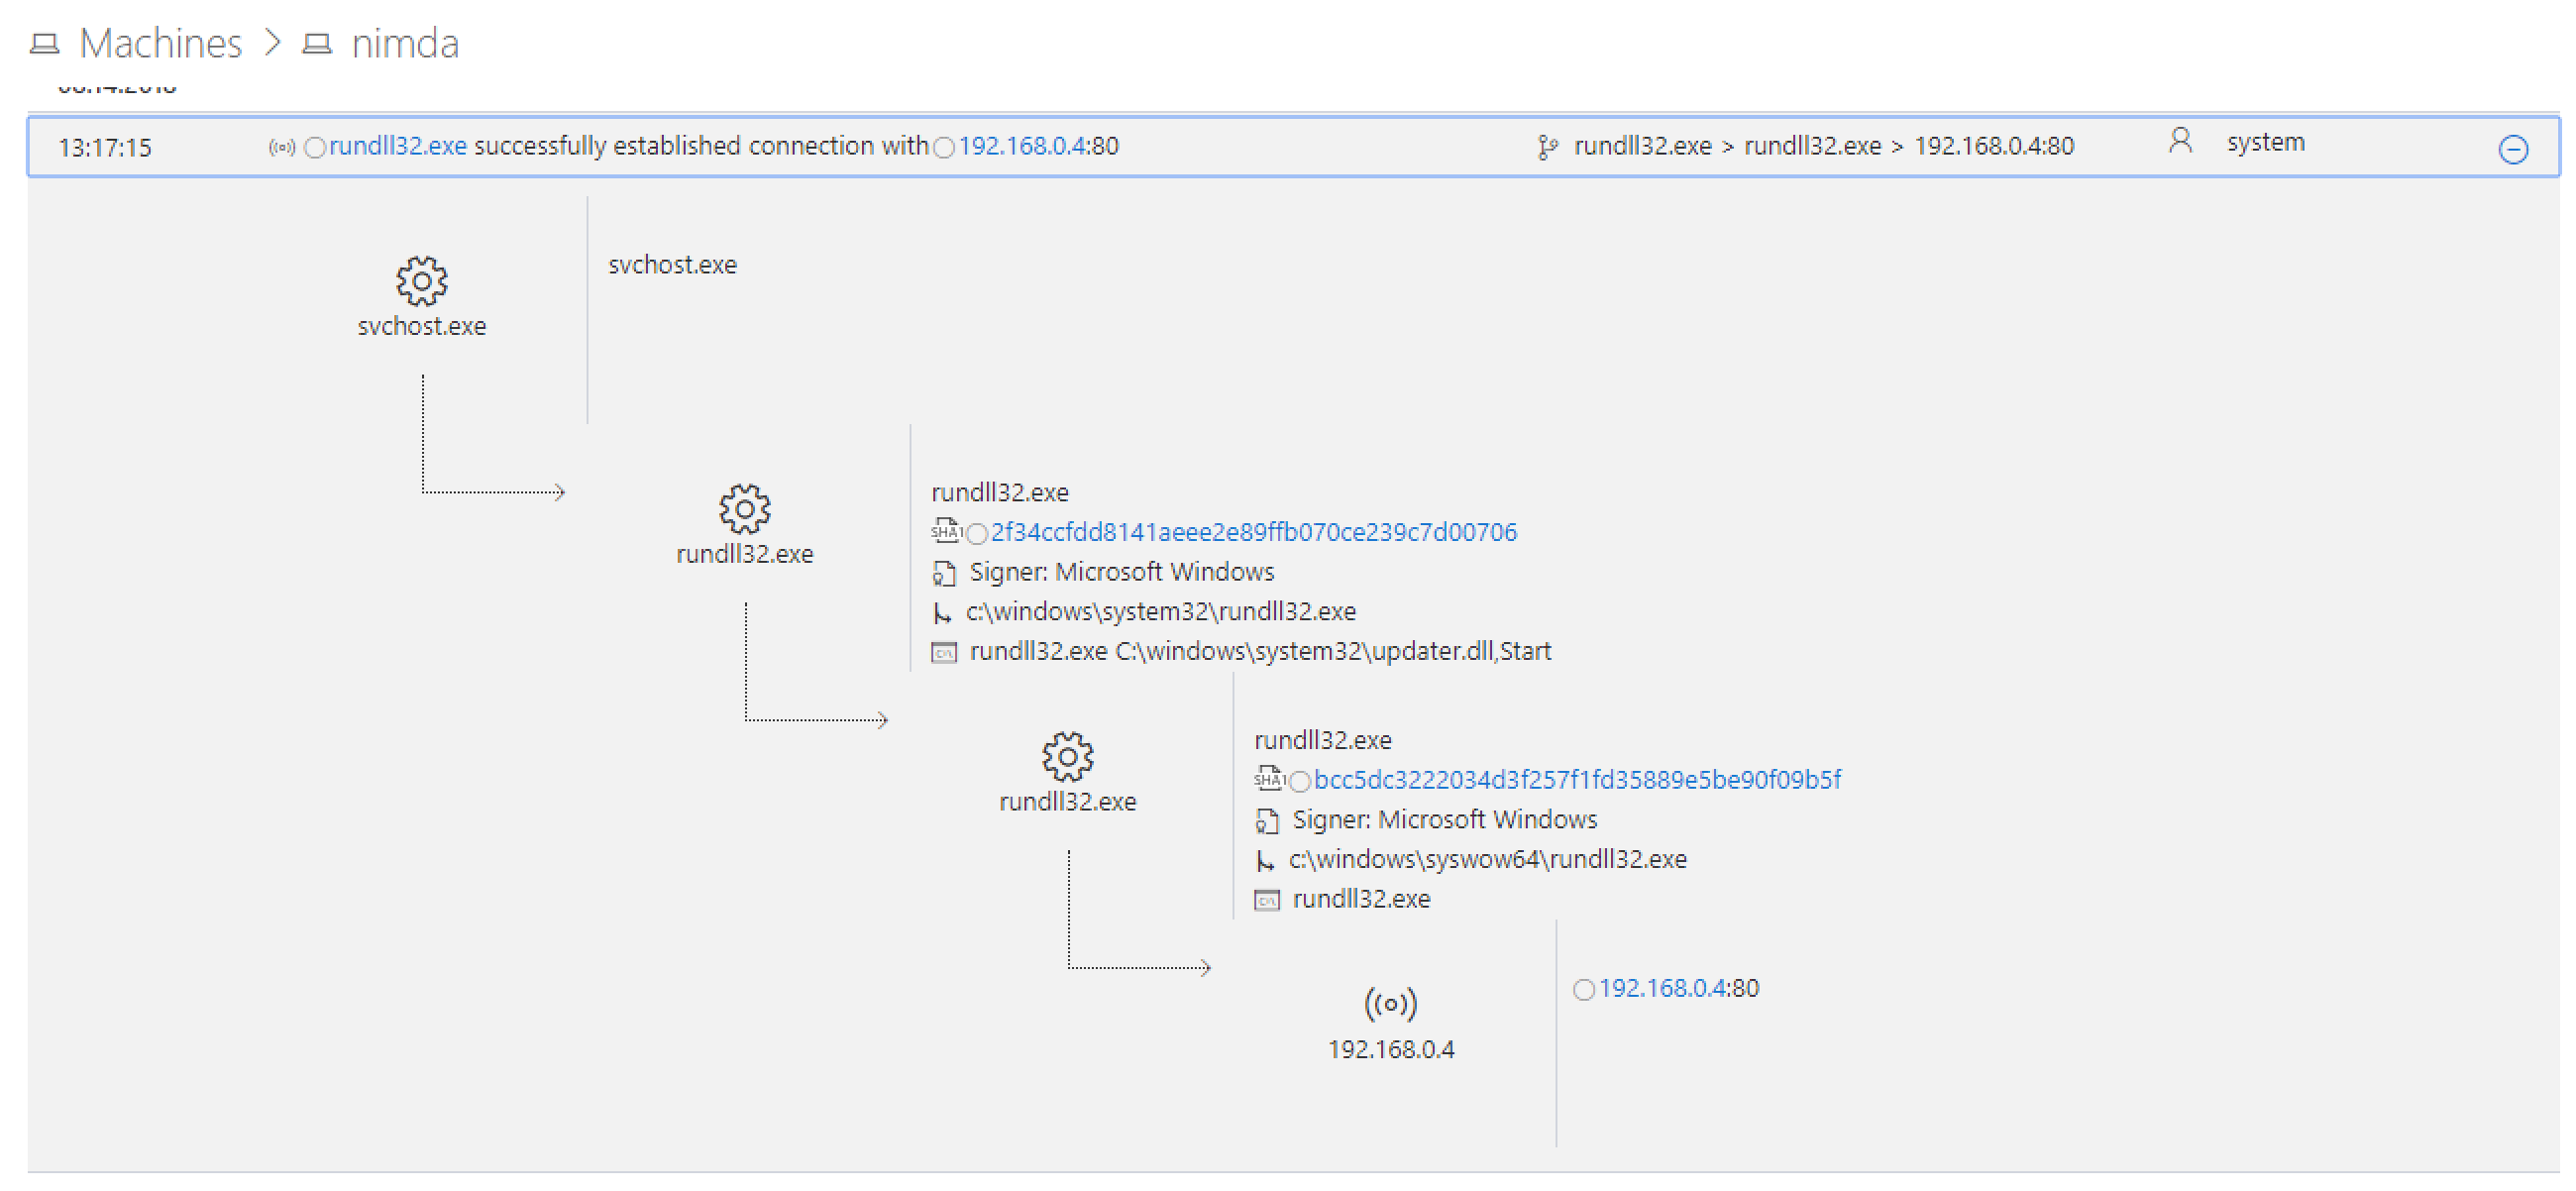 Machines > nimda
13:17:15 rundll32.exe successfully established connection with 192.168.0.4:80 rundll32.exe > rundll32.exe > 192.168.0.4:80 system
svchost.exe
svchost.exe
rundll32.exe
rundll32.exe
SHA1 2f34ccfdd8141aeee2e89ffb070ce239c7d00706
Signer: Microsoft Windows
c:\windows\system32\rundll32.exe
rundll32.exe C:\windows\system32\updater.dll,Start
rundll32.exe
rundll32.exe
SHA1 bcc5dc3222034d3f257f1fd35889e5be90f09b5f
Signer: Microsoft Windows
c:\windows\syswow64\rundll32.exe
rundll32.exe
192.168.0.4:80
192.168.0.4